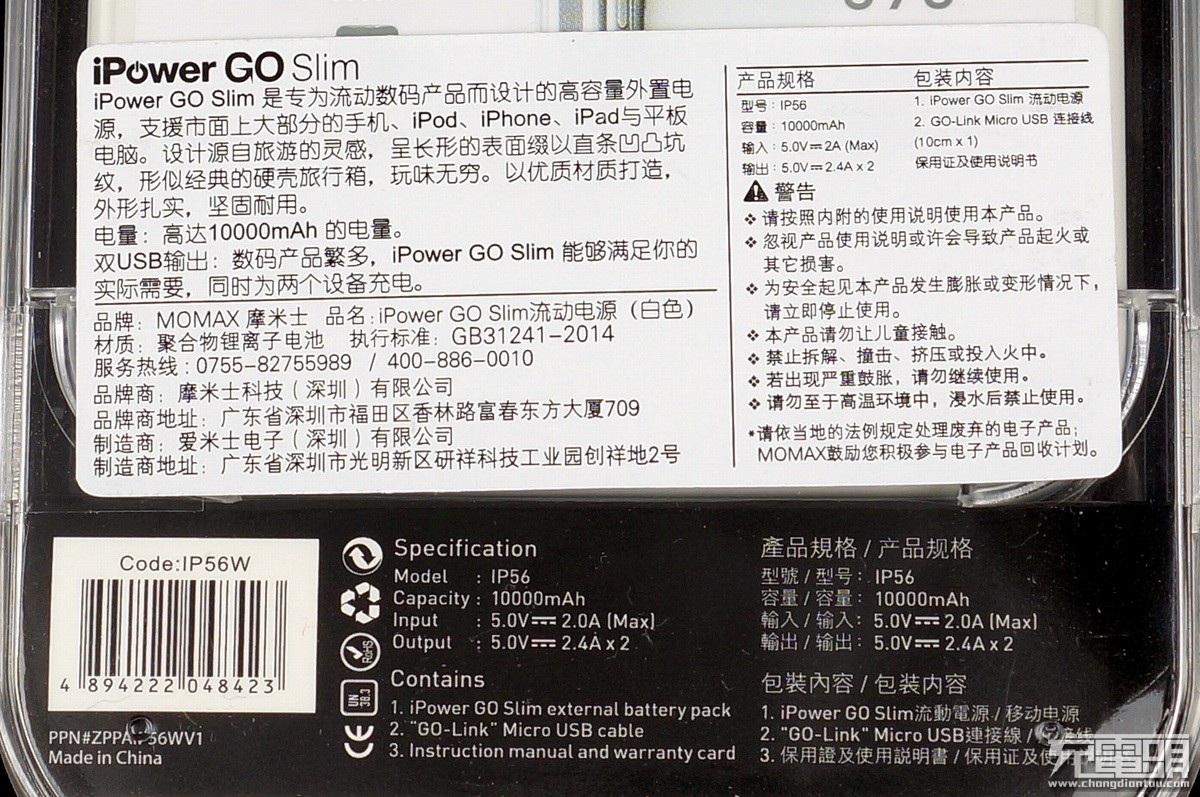 iPower GO Slim
iPower GO Slim 是专为流动数码产品而设计的高容量外置电
源，支援市面上大部分的手机、iPod、iPhone、iPad与平板
电脑。设计源自旅游的灵感，呈长形的表面缀以直条凹凸坑
纹，形似经典的硬壳旅行箱，玩味无穷。以优质材质打造，
外形扎实，坚固耐用。
电量：高达10000mAh 的电量。
双USB输出：数码产品繁多，iPower GO Slim 能够满足你的
实际需要，同时为两个设备充电。
品牌：MOMAX 摩米士 品名：iPower GO Slim流动电源（白色）
材质：聚合物锂离子电池 执行标准：GB31241-2014
服务热线：0755-82755989 / 400-886-0010
品牌商：摩米士科技（深圳）有限公司
品牌商地址：广东省深圳市福田区香林路富春东方大厦709
制造商：爱米士电子（深圳）有限公司
制造商地址：广东省深圳市光明新区研祥科技工业园创祥地2号
产品规格
型号：IP56
容量：10000mAh
输入：5.0V⎓2A (Max)
输出：5.0V⎓2.4A x 2
包装内容
1. iPower GO Slim 流动电源
2. GO-Link Micro USB 连接线
(10cm x 1)
保用证及使用说明书
警告
❖ 请按照内附的使用说明使用本产品。
❖ 忽视产品使用说明或许会导致产品起火或
其它损害。
❖ 为安全起见本产品发生膨胀或变形情况下，
请立即停止使用。
❖ 本产品请勿让儿童接触。
❖ 禁止拆解、撞击、挤压或投入火中。
❖ 若出现严重鼓胀，请勿继续使用。
❖ 请勿至于高温环境中，浸水后禁止使用。
*请依当地的法例规定处理废弃的电子产品；
MOMAX鼓励您积极参与电子产品回收计划。
Code:IP56W
4 894222 048423
PPN#ZPPA 56WV1
Made in China
RoHS
UN
38.3
CE
Specification
Model : IP56
Capacity : 10000mAh
Input : 5.0V⎓2.0A (Max)
Output : 5.0V⎓2.4A x 2
Contains
1. iPower GO Slim external battery pack
2. "GO-Link" Micro USB cable
3. Instruction manual and warranty card
產品規格 / 产品规格
型號 / 型号：IP56
容量 / 容量：10000mAh
輸入 / 输入：5.0V⎓2.0A (Max)
輸出 / 输出：5.0V⎓2.4A x 2
包裝內容 / 包装内容
1. iPower GO Slim流動電源 / 移动电源
2. "GO-Link" Micro USB連接線 / 连接线
3. 保用證及使用說明書 / 保用证及使用
充電頭
www.chongdiantou.com